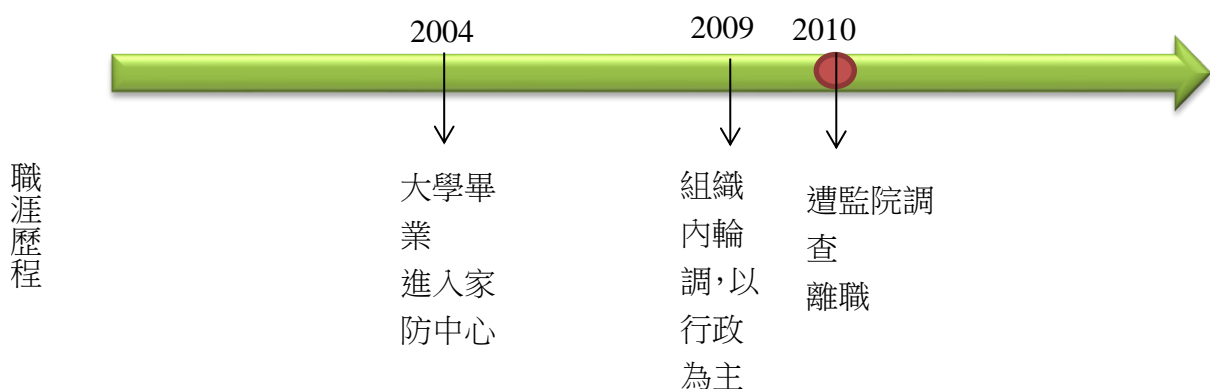 2004
2009
2010
職涯歷程
大學畢
業
進入家
防中心
組織
內輪
調，以
行政
為主
遭監院調
查
離職